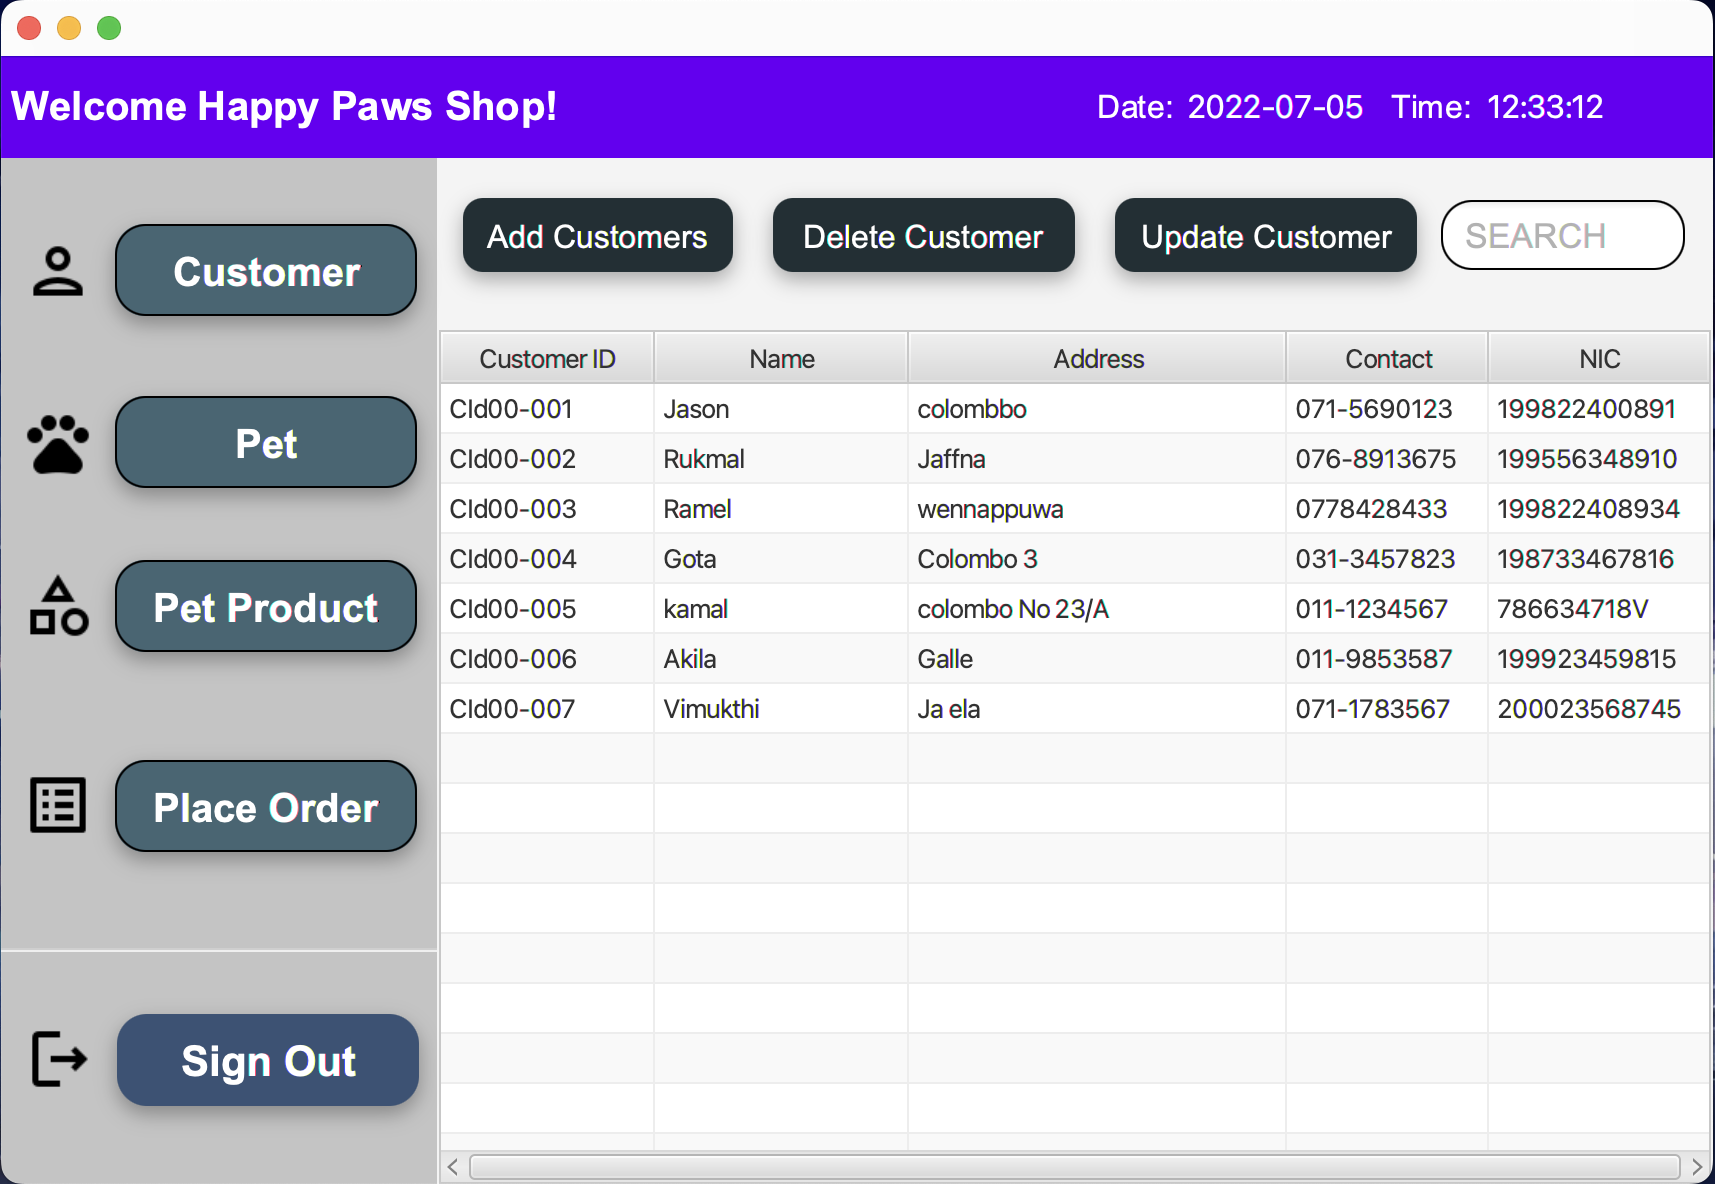 Welcome Happy Paws Shop! Date: 2022-07-05 Time: 12:33:12
Customer
Pet
Pet Product
Place Order
Sign Out
Add Customers Delete Customer Update Customer SEARCH
Customer ID Name Address Contact NIC
CId00-001 Jason colombbo 071-5690123 199822400891
CId00-002 Rukmal Jaffna 076-8913675 199556348910
CId00-003 Ramel wennappuwa 0778428433 199822408934
CId00-004 Gota Colombo 3 031-3457823 198733467816
CId00-005 kamal colombo No 23/A 011-1234567 786634718V
CId00-006 Akila Galle 011-9853587 199923459815
CId00-007 Vimukthi Ja ela 071-1783567 200023568745